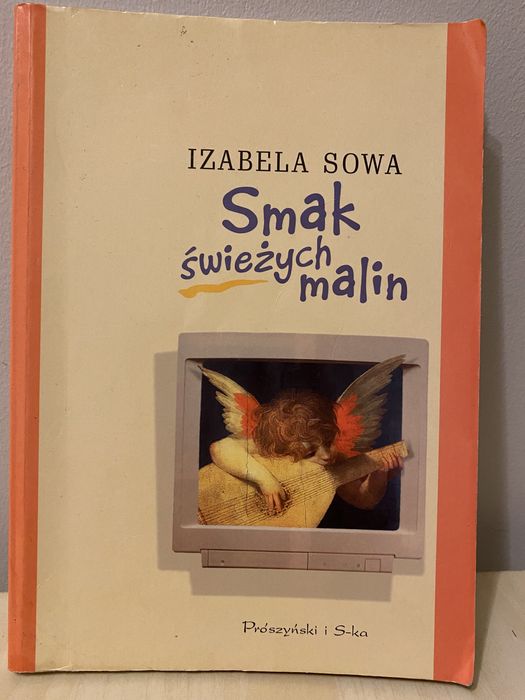 IZABELA SOWA
Smak
świeżych
malin
Prószyński i S-ka